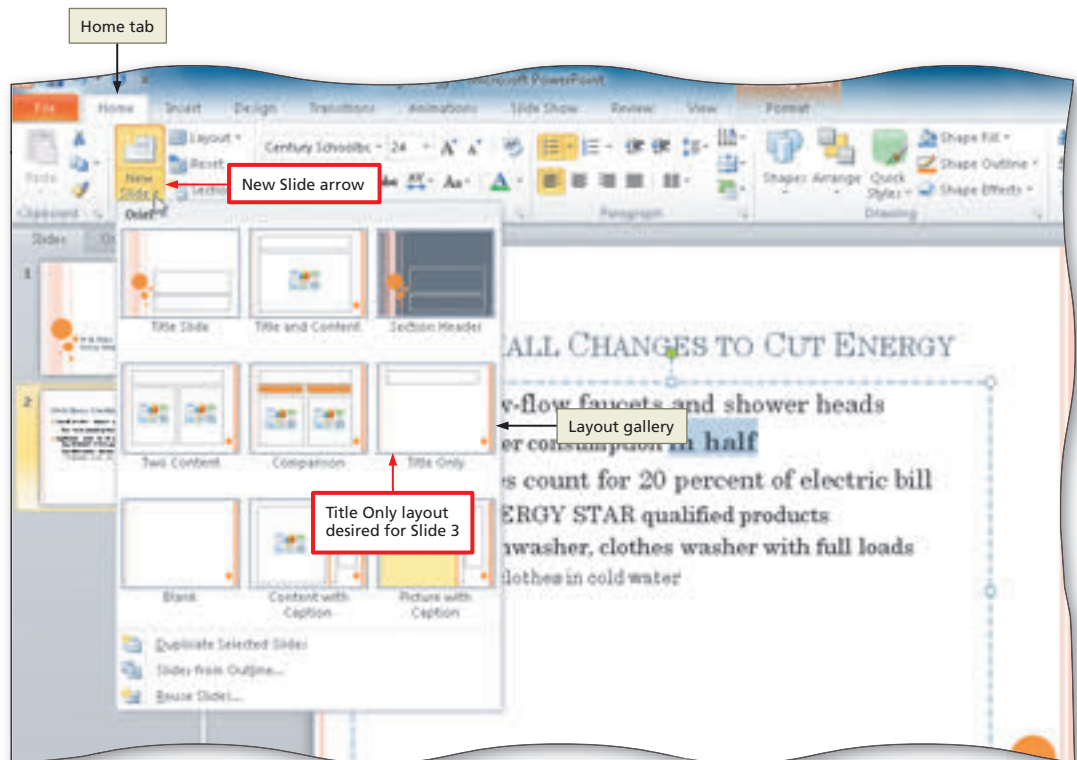 Home tab
Microsoft PowerPoint
File Home Insert Design Transitions Animations Slide Show Review View Format
Layout
Century Schoolbc 24
Reset
Paste
New
Slide
Shapes Arrange Quick
Styles
Shape Fill
Shape Outline
Shape Effects
New Slide arrow
Clipboard
Paragraph
Drawing
Oriel
Slides
1
2
Title Slide
Title and Content
Section Header
Two Content
Comparison
Title Only
Layout gallery
Title Only layout
desired for Slide 3
Blank
Content with
Caption
Picture with
Caption
Duplicate Selected Slides
Slides from Outline...
Reuse Slides...
ALL CHANGES TO CUT ENERGY
-flow faucets and shower heads
er consumption in half
s count for 20 percent of electric bill
ERGY STAR qualified products
washer, clothes washer with full loads
clothes in cold water